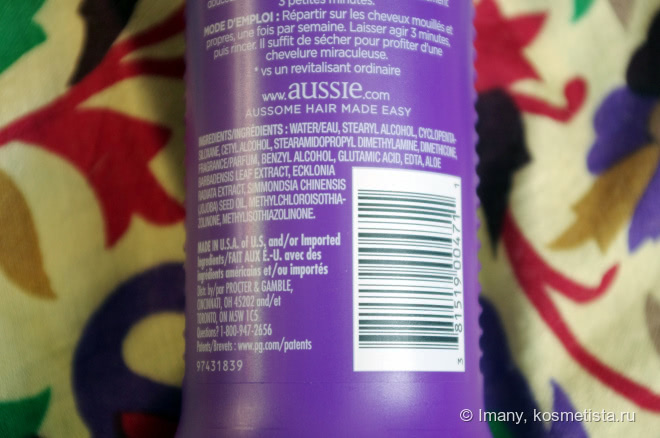 3 petites minutes.
MODE D'EMPLOI : Répartir sur les cheveux mouillés et
propres, une fois par semaine. Laisser agir 3 minutes,
puis rincer. Il suffit de sécher pour profiter d'une
chevelure miraculeuse.
* vs un revitalisant ordinaire
www.aussie.com
AUSSOME HAIR MADE EASY
INGREDIENTS/INGRÉDIENTS : WATER/EAU, STEARYL ALCOHOL, CYCLOPENTA-
SILOXANE, CETYL ALCOHOL, STEARAMIDOPROPYL DIMETHYLAMINE, DIMETHICONE,
FRAGRANCE/PARFUM, BENZYL ALCOHOL, GLUTAMIC ACID, EDTA, ALOE
BARBADENSIS LEAF EXTRACT, ECKLONIA
RADIATA EXTRACT, SIMMONDSIA CHINENSIS
(JOJOBA) SEED OIL, METHYLCHLOROISOTHIA-
ZOLINONE, METHYLISOTHIAZOLINONE.
MADE IN U.S.A. of U.S. and/or Imported
Ingredients/FAIT AUX É.-U. avec des
ingrédients américains et/ou importés
Distr. by/par PROCTER & GAMBLE,
CINCINNATI, OH 45202 and/et
TORONTO, ON M5W 1C5
Questions? 1-800-947-2656
Patents/Brevets : www.pg.com/patents
97431839
3 81519 00471 1
© Imany, kosmetista.ru